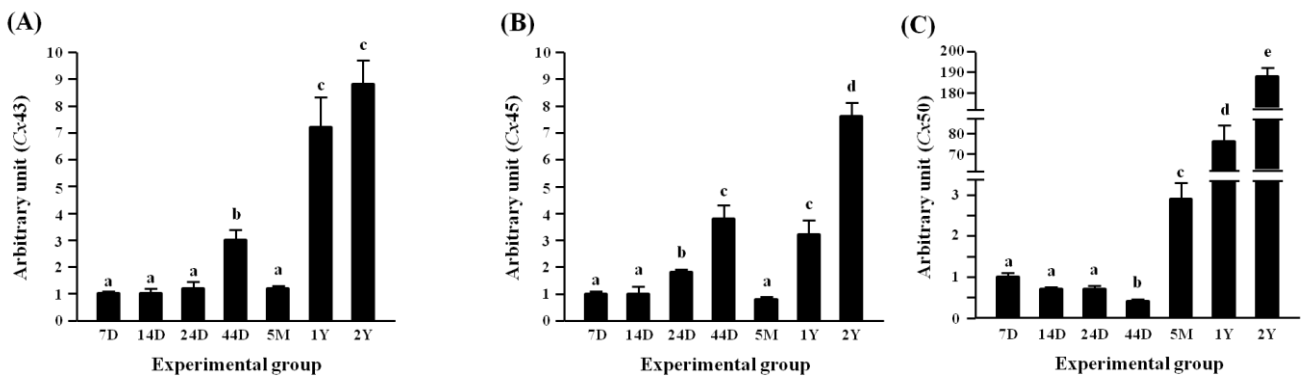 (A)
Arbitrary unit (Cx43)
10
9
8
7
6
5
4
3
2
1
0
a
a
a
b
a
c
c
7D 14D 24D 44D 5M 1Y 2Y
Experimental group
(B)
Arbitrary unit (Cx45)
10
9
8
7
6
5
4
3
2
1
0
a
a
b
c
a
c
d
7D 14D 24D 44D 5M 1Y 2Y
Experimental group
(C)
Arbitrary unit (Cx50)
200
190
180
80
70
3
2
1
0
a
a
a
b
c
d
e
7D 14D 24D 44D 5M 1Y 2Y
Experimental group